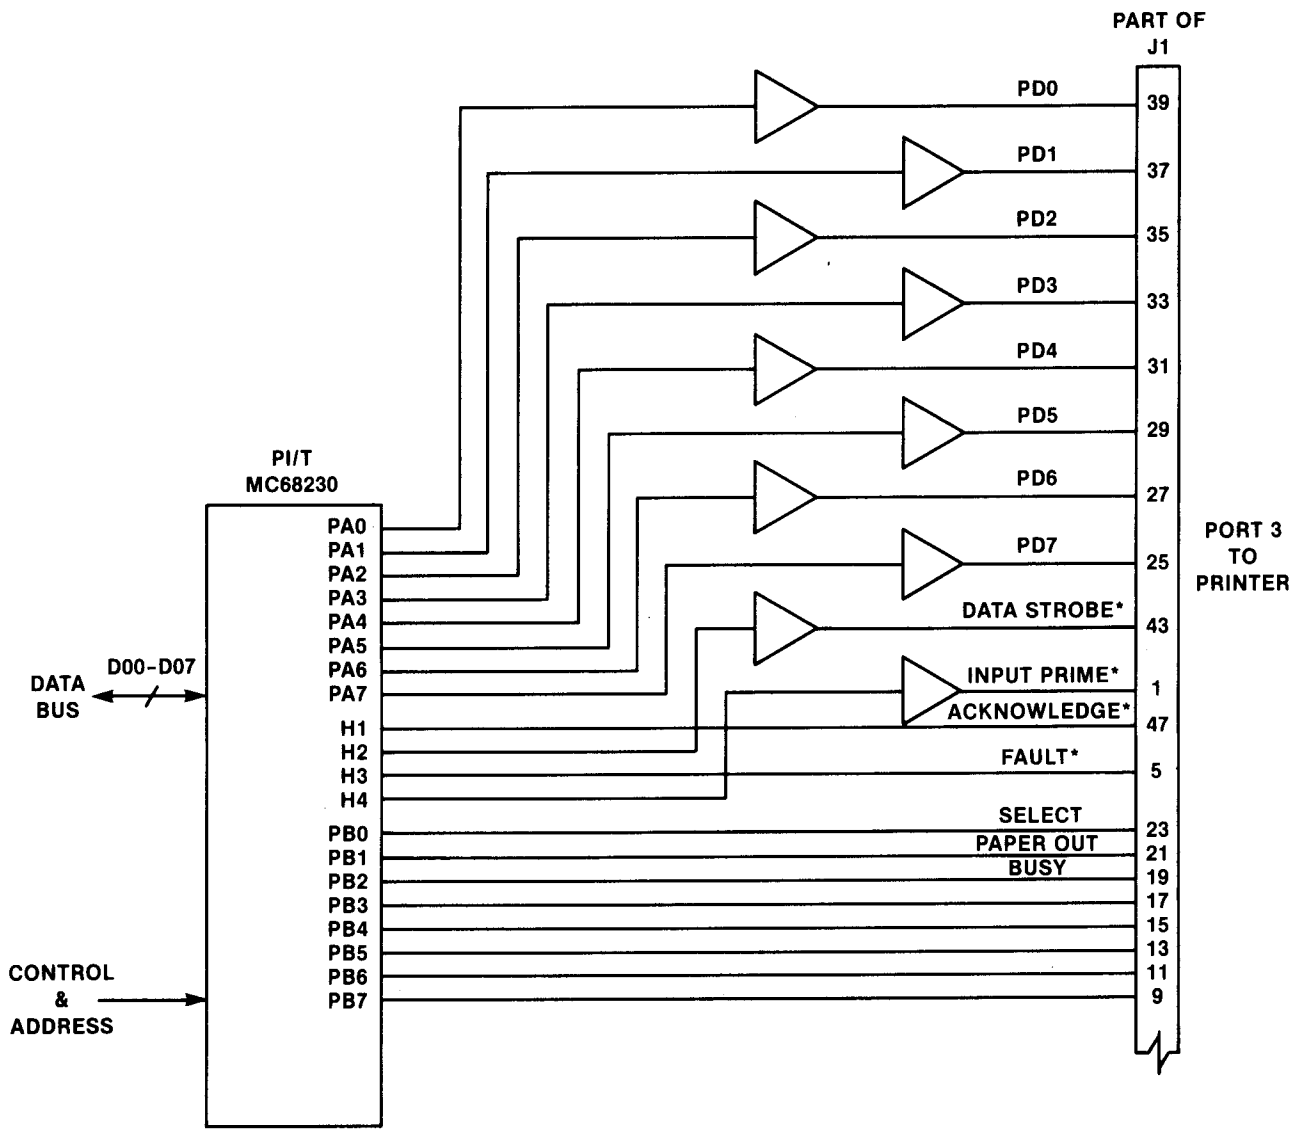 PART OF
J1
PD0
39
PD1
37
PD2
35
PD3
33
PD4
31
PD5
29
PD6
27
PD7
25
DATA STROBE*
43
INPUT PRIME*
1
ACKNOWLEDGE*
47
FAULT*
5
SELECT
23
PAPER OUT
21
BUSY
19
17
15
13
11
9
PORT 3
TO
PRINTER
PI/T
MC68230
PA0
PA1
PA2
PA3
PA4
PA5
PA6
PA7
H1
H2
H3
H4
PB0
PB1
PB2
PB3
PB4
PB5
PB6
PB7
D00-D07
DATA
BUS
CONTROL
&
ADDRESS